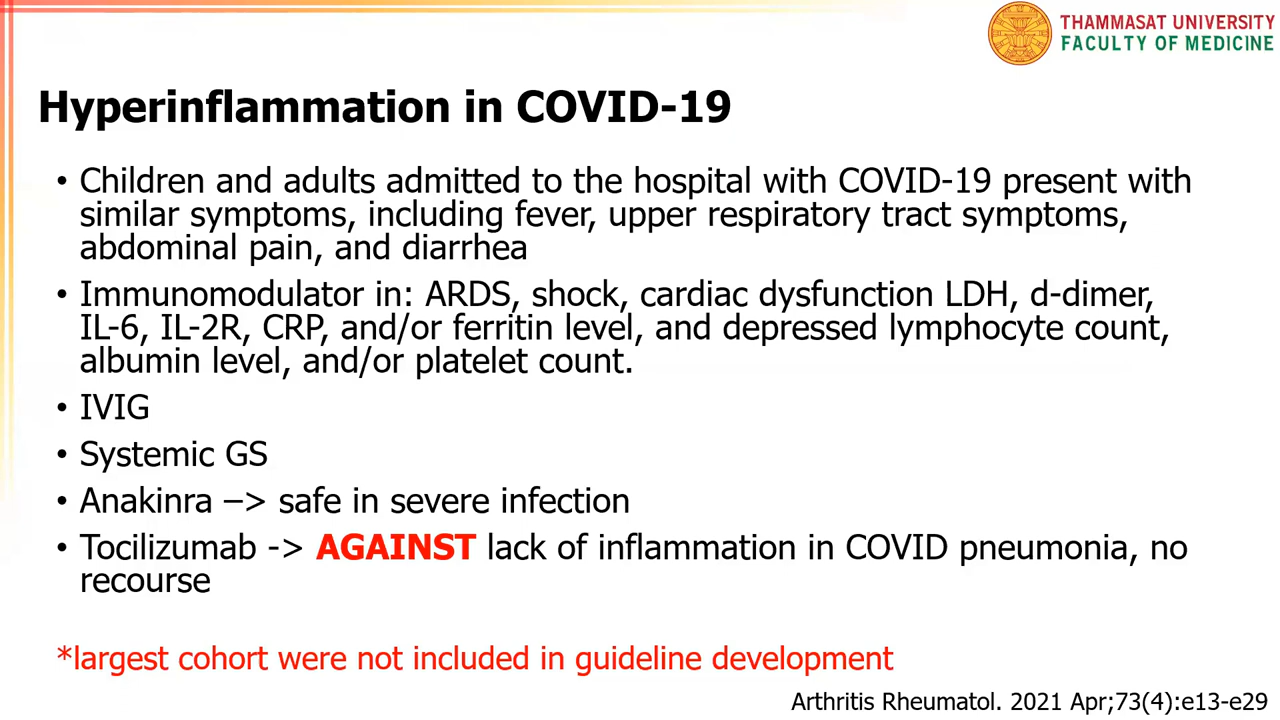 THAMMASAT UNIVERSITY
FACULTY OF MEDICINE
Hyperinflammation in COVID-19
• Children and adults admitted to the hospital with COVID-19 present with
similar symptoms, including fever, upper respiratory tract symptoms,
abdominal pain, and diarrhea
• Immunomodulator in: ARDS, shock, cardiac dysfunction LDH, d-dimer,
IL-6, IL-2R, CRP, and/or ferritin level, and depressed lymphocyte count,
albumin level, and/or platelet count.
• IVIG
• Systemic GS
• Anakinra –> safe in severe infection
• Tocilizumab -> AGAINST lack of inflammation in COVID pneumonia, no
recourse
*largest cohort were not included in guideline development
Arthritis Rheumatol. 2021 Apr;73(4):e13-e29